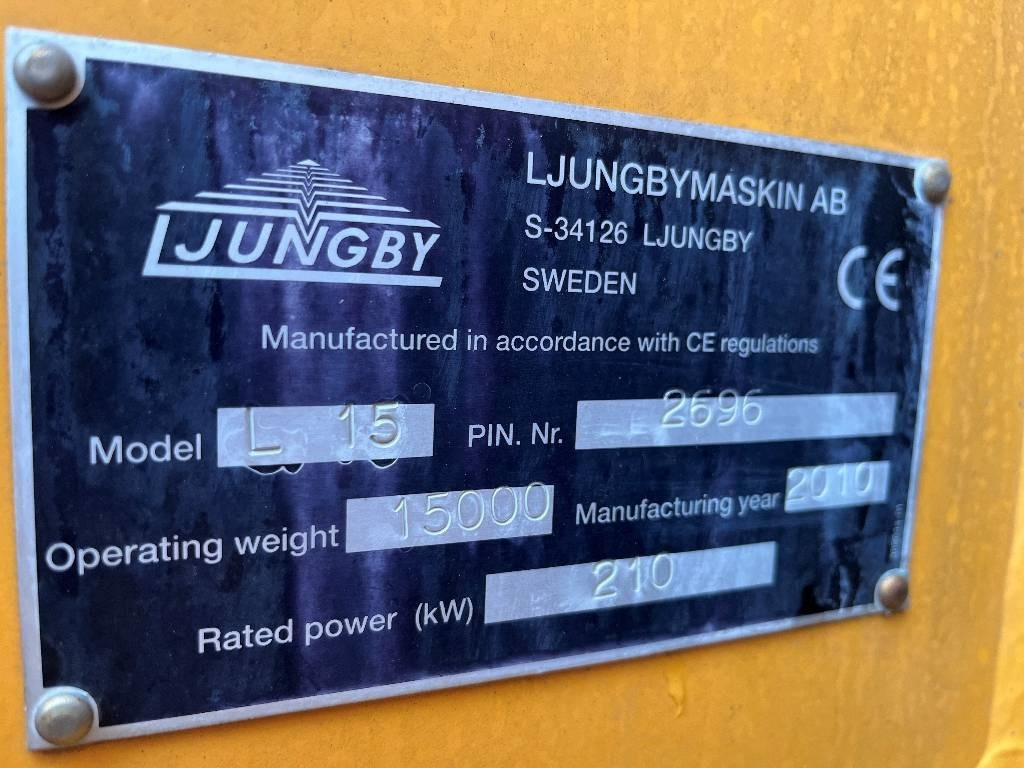 LJUNGBY
LJUNGBYMASKIN AB
S-34126 LJUNGBY
SWEDEN
CE
Manufactured in accordance with CE regulations
Model L 15 PIN. Nr. 2696
Operating weight 15000 Manufacturing year 2010
Rated power (kW) 210